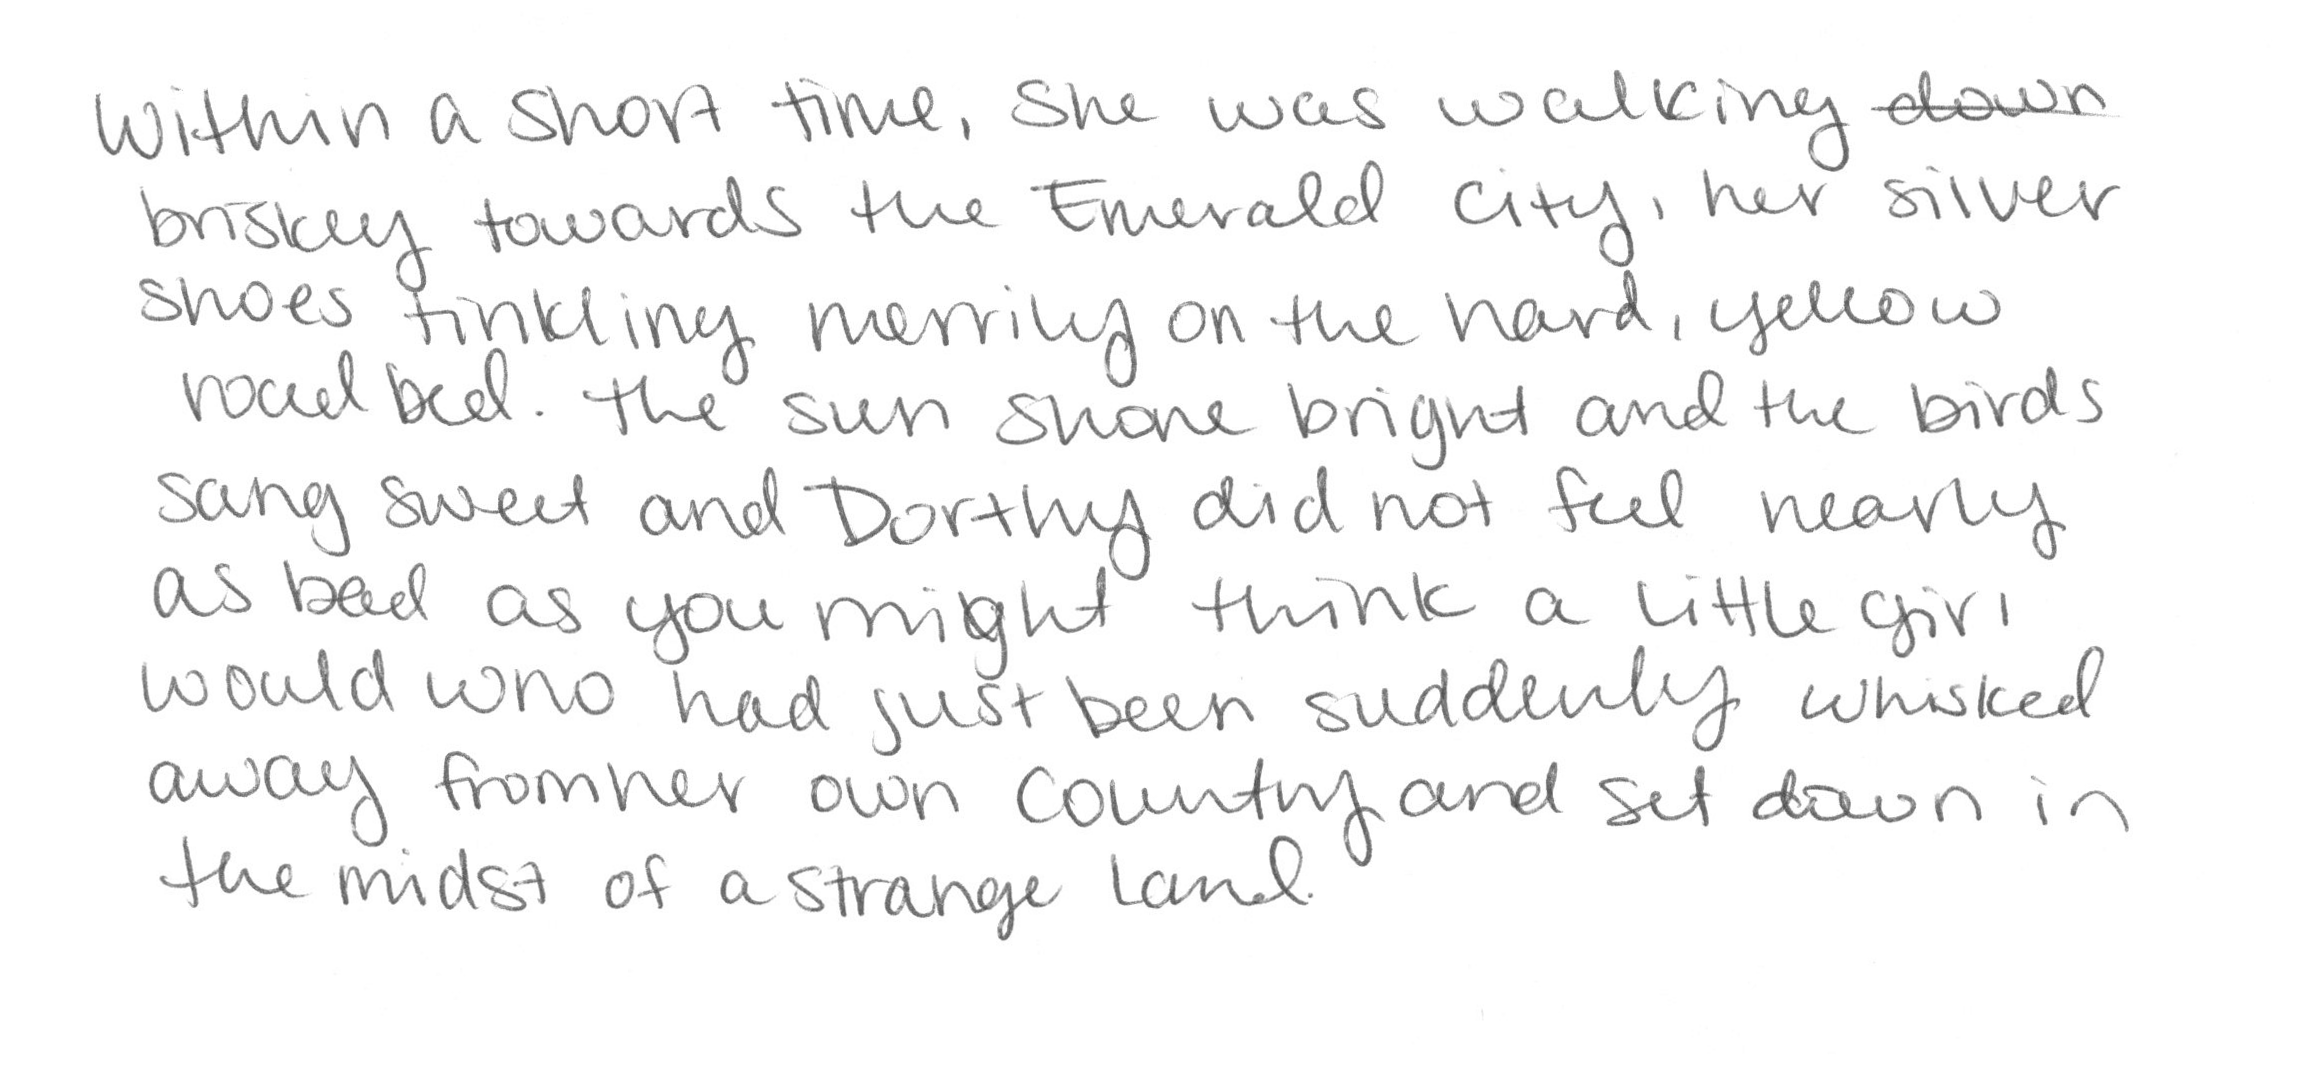 Within a short time, she was walking ~~down~~
briskey towards the Emerald City, her silver
shoes tinkling merrily on the hard, yellow
road bed. The sun shone bright and the birds
sang sweet and Dorthy did not feel nearly
as bad as you might think a little girl
would who had just been suddenly whisked
away from her own country and set down in
the midst of a strange land.